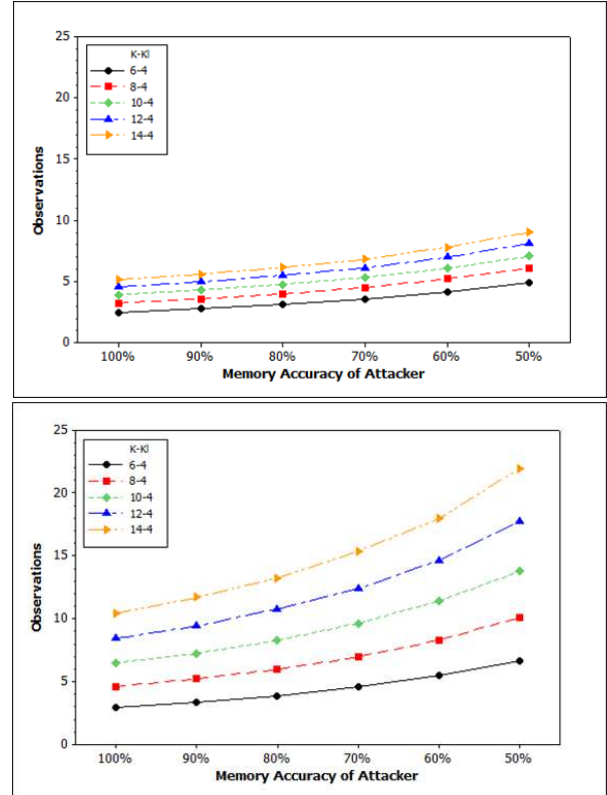 25
20
15
10
5
0
Observations
K-Kl
6-4
8-4
10-4
12-4
14-4
100% 90% 80% 70% 60% 50%
Memory Accuracy of Attacker
25
20
15
10
5
0
Observations
K-Kl
6-4
8-4
10-4
12-4
14-4
100% 90% 80% 70% 60% 50%
Memory Accuracy of Attacker